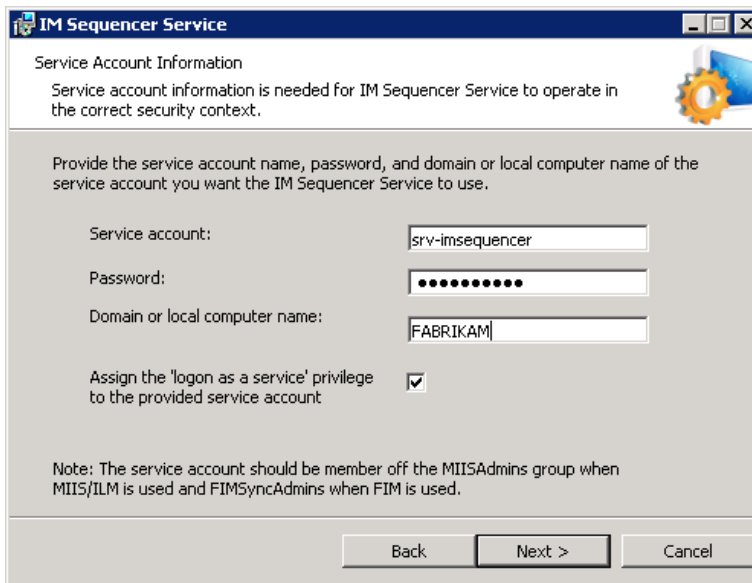 IM Sequencer Service
Service Account Information
Service account information is needed for IM Sequencer Service to operate in
the correct security context.
Provide the service account name, password, and domain or local computer name of the
service account you want the IM Sequencer Service to use.
Service account:
srv-imsequencer
Password:
●●●●●●●●●●
Domain or local computer name:
FABRIKAM
Assign the 'logon as a service' privilege
to the provided service account
Note: The service account should be member off the MIISAdmins group when
MIIS/ILM is used and FIMSyncAdmins when FIM is used.
Back
Next >
Cancel